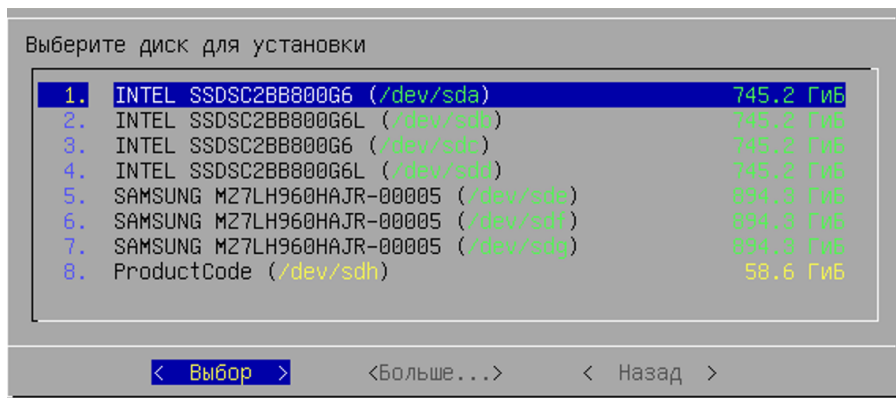 Выберите диск для установки
1. INTEL SSDSC2BB800G6 (/dev/sda) 745.2 ГиБ
2. INTEL SSDSC2BB800G6L (/dev/sdb) 745.2 ГиБ
3. INTEL SSDSC2BB800G6 (/dev/sdc) 745.2 ГиБ
4. INTEL SSDSC2BB800G6L (/dev/sdd) 745.2 ГиБ
5. SAMSUNG MZ7LH960HAJR-00005 (/dev/sde) 894.3 ГиБ
6. SAMSUNG MZ7LH960HAJR-00005 (/dev/sdf) 894.3 ГиБ
7. SAMSUNG MZ7LH960HAJR-00005 (/dev/sdg) 894.3 ГиБ
8. ProductCode (/dev/sdh) 58.6 ГиБ
< Выбор > <Больше...> < Назад >